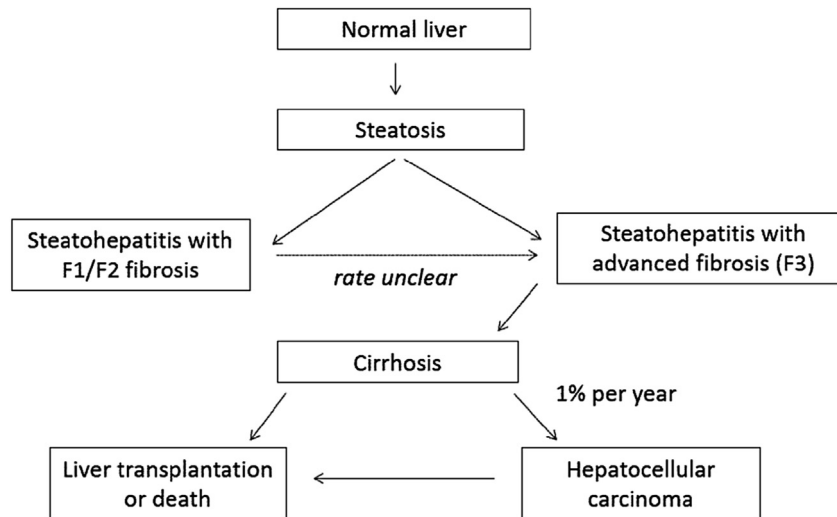 Normal liver
Steatosis
Steatohepatitis with
F1/F2 fibrosis
rate unclear
Steatohepatitis with
advanced fibrosis (F3)
Cirrhosis
1% per year
Liver transplantation
or death
Hepatocellular
carcinoma